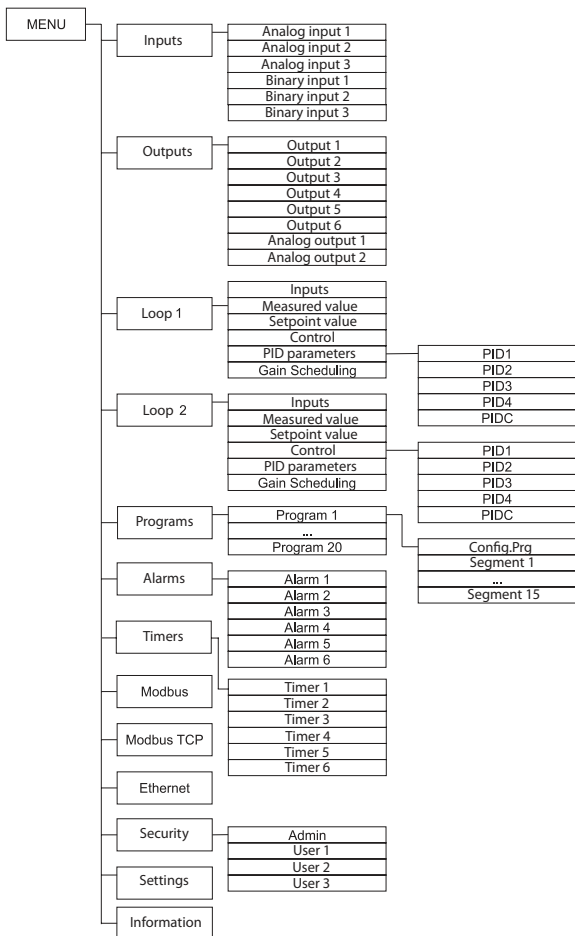 MENU
Inputs
Analog input 1
Analog input 2
Analog input 3
Binary input 1
Binary input 2
Binary input 3
Outputs
Output 1
Output 2
Output 3
Output 4
Output 5
Output 6
Analog output 1
Analog output 2
Loop 1
Inputs
Measured value
Setpoint value
Control
PID parameters
Gain Scheduling
PID1
PID2
PID3
PID4
PIDC
Loop 2
Inputs
Measured value
Setpoint value
Control
PID parameters
Gain Scheduling
PID1
PID2
PID3
PID4
PIDC
Programs
Program 1
...
Program 20
Config.Prg
Segment 1
...
Segment 15
Alarms
Alarm 1
Alarm 2
Alarm 3
Alarm 4
Alarm 5
Alarm 6
Timers
Timer 1
Timer 2
Timer 3
Timer 4
Timer 5
Timer 6
Modbus
Modbus TCP
Ethernet
Security
Admin
User 1
User 2
User 3
Settings
Information